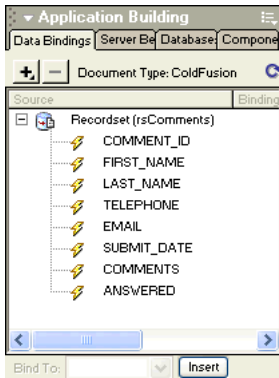 Application Building
Data Bindings Server Be Database Compone
Document Type: ColdFusion
Source Binding
Recordset (rsComments)
COMMENT_ID
FIRST_NAME
LAST_NAME
TELEPHONE
EMAIL
SUBMIT_DATE
COMMENTS
ANSWERED
Bind To: Insert